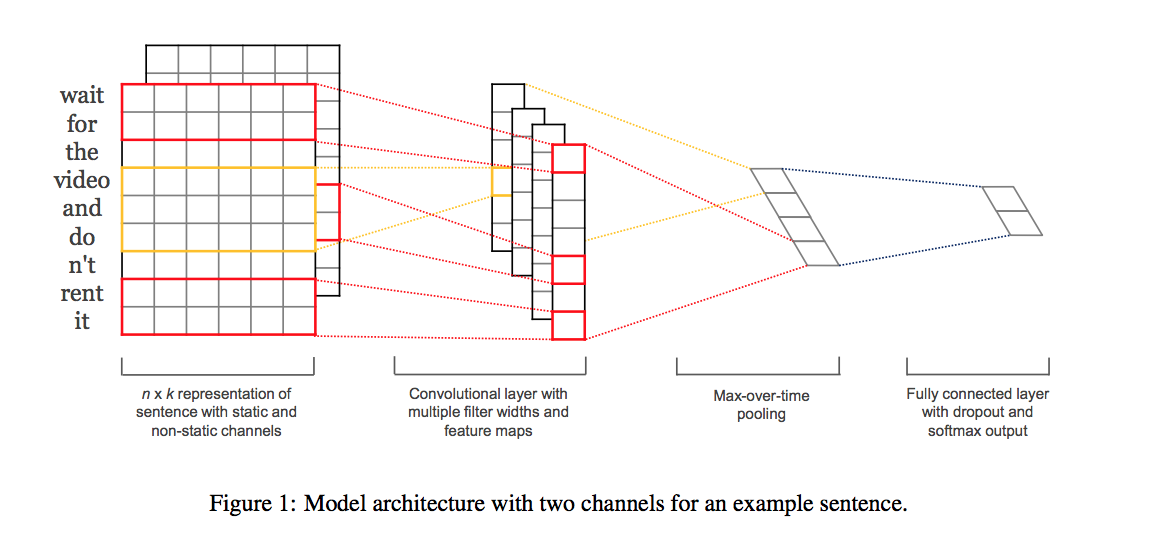 wait
for
the
video
and
do
n't
rent
it
n x k representation of
sentence with static and
non-static channels
Convolutional layer with
multiple filter widths and
feature maps
Max-over-time
pooling
Fully connected layer
with dropout and
softmax output
Figure 1: Model architecture with two channels for an example sentence.